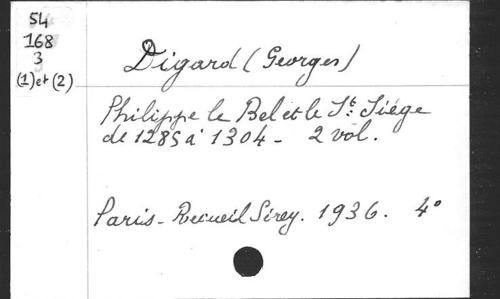 54
168
3
(1) et (2)
Digard (Georges)
Philippe le Bel et le St. Siége
de 1285 à 1304 - 2 vol.
Paris - Recueil Sirey. 1936. 4°